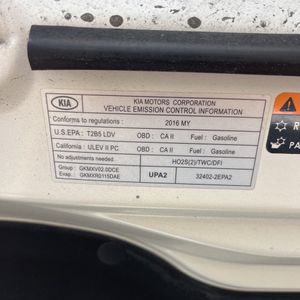 KIA
KIA MOTORS CORPORATION
VEHICLE EMISSION CONTROL INFORMATION
Conforms to regulations : 2016 MY
U.S.EPA : T2B5 LDV OBD : CA II Fuel : Gasoline
California : ULEV II PC OBD : CA II Fuel : Gasoline
No adjustments needed. HO2S(2)/TWC/DFI
Group : GKMXV02.0DCE
Evap. : GKMXR0115DAE
UPA2
32402-2EPA2